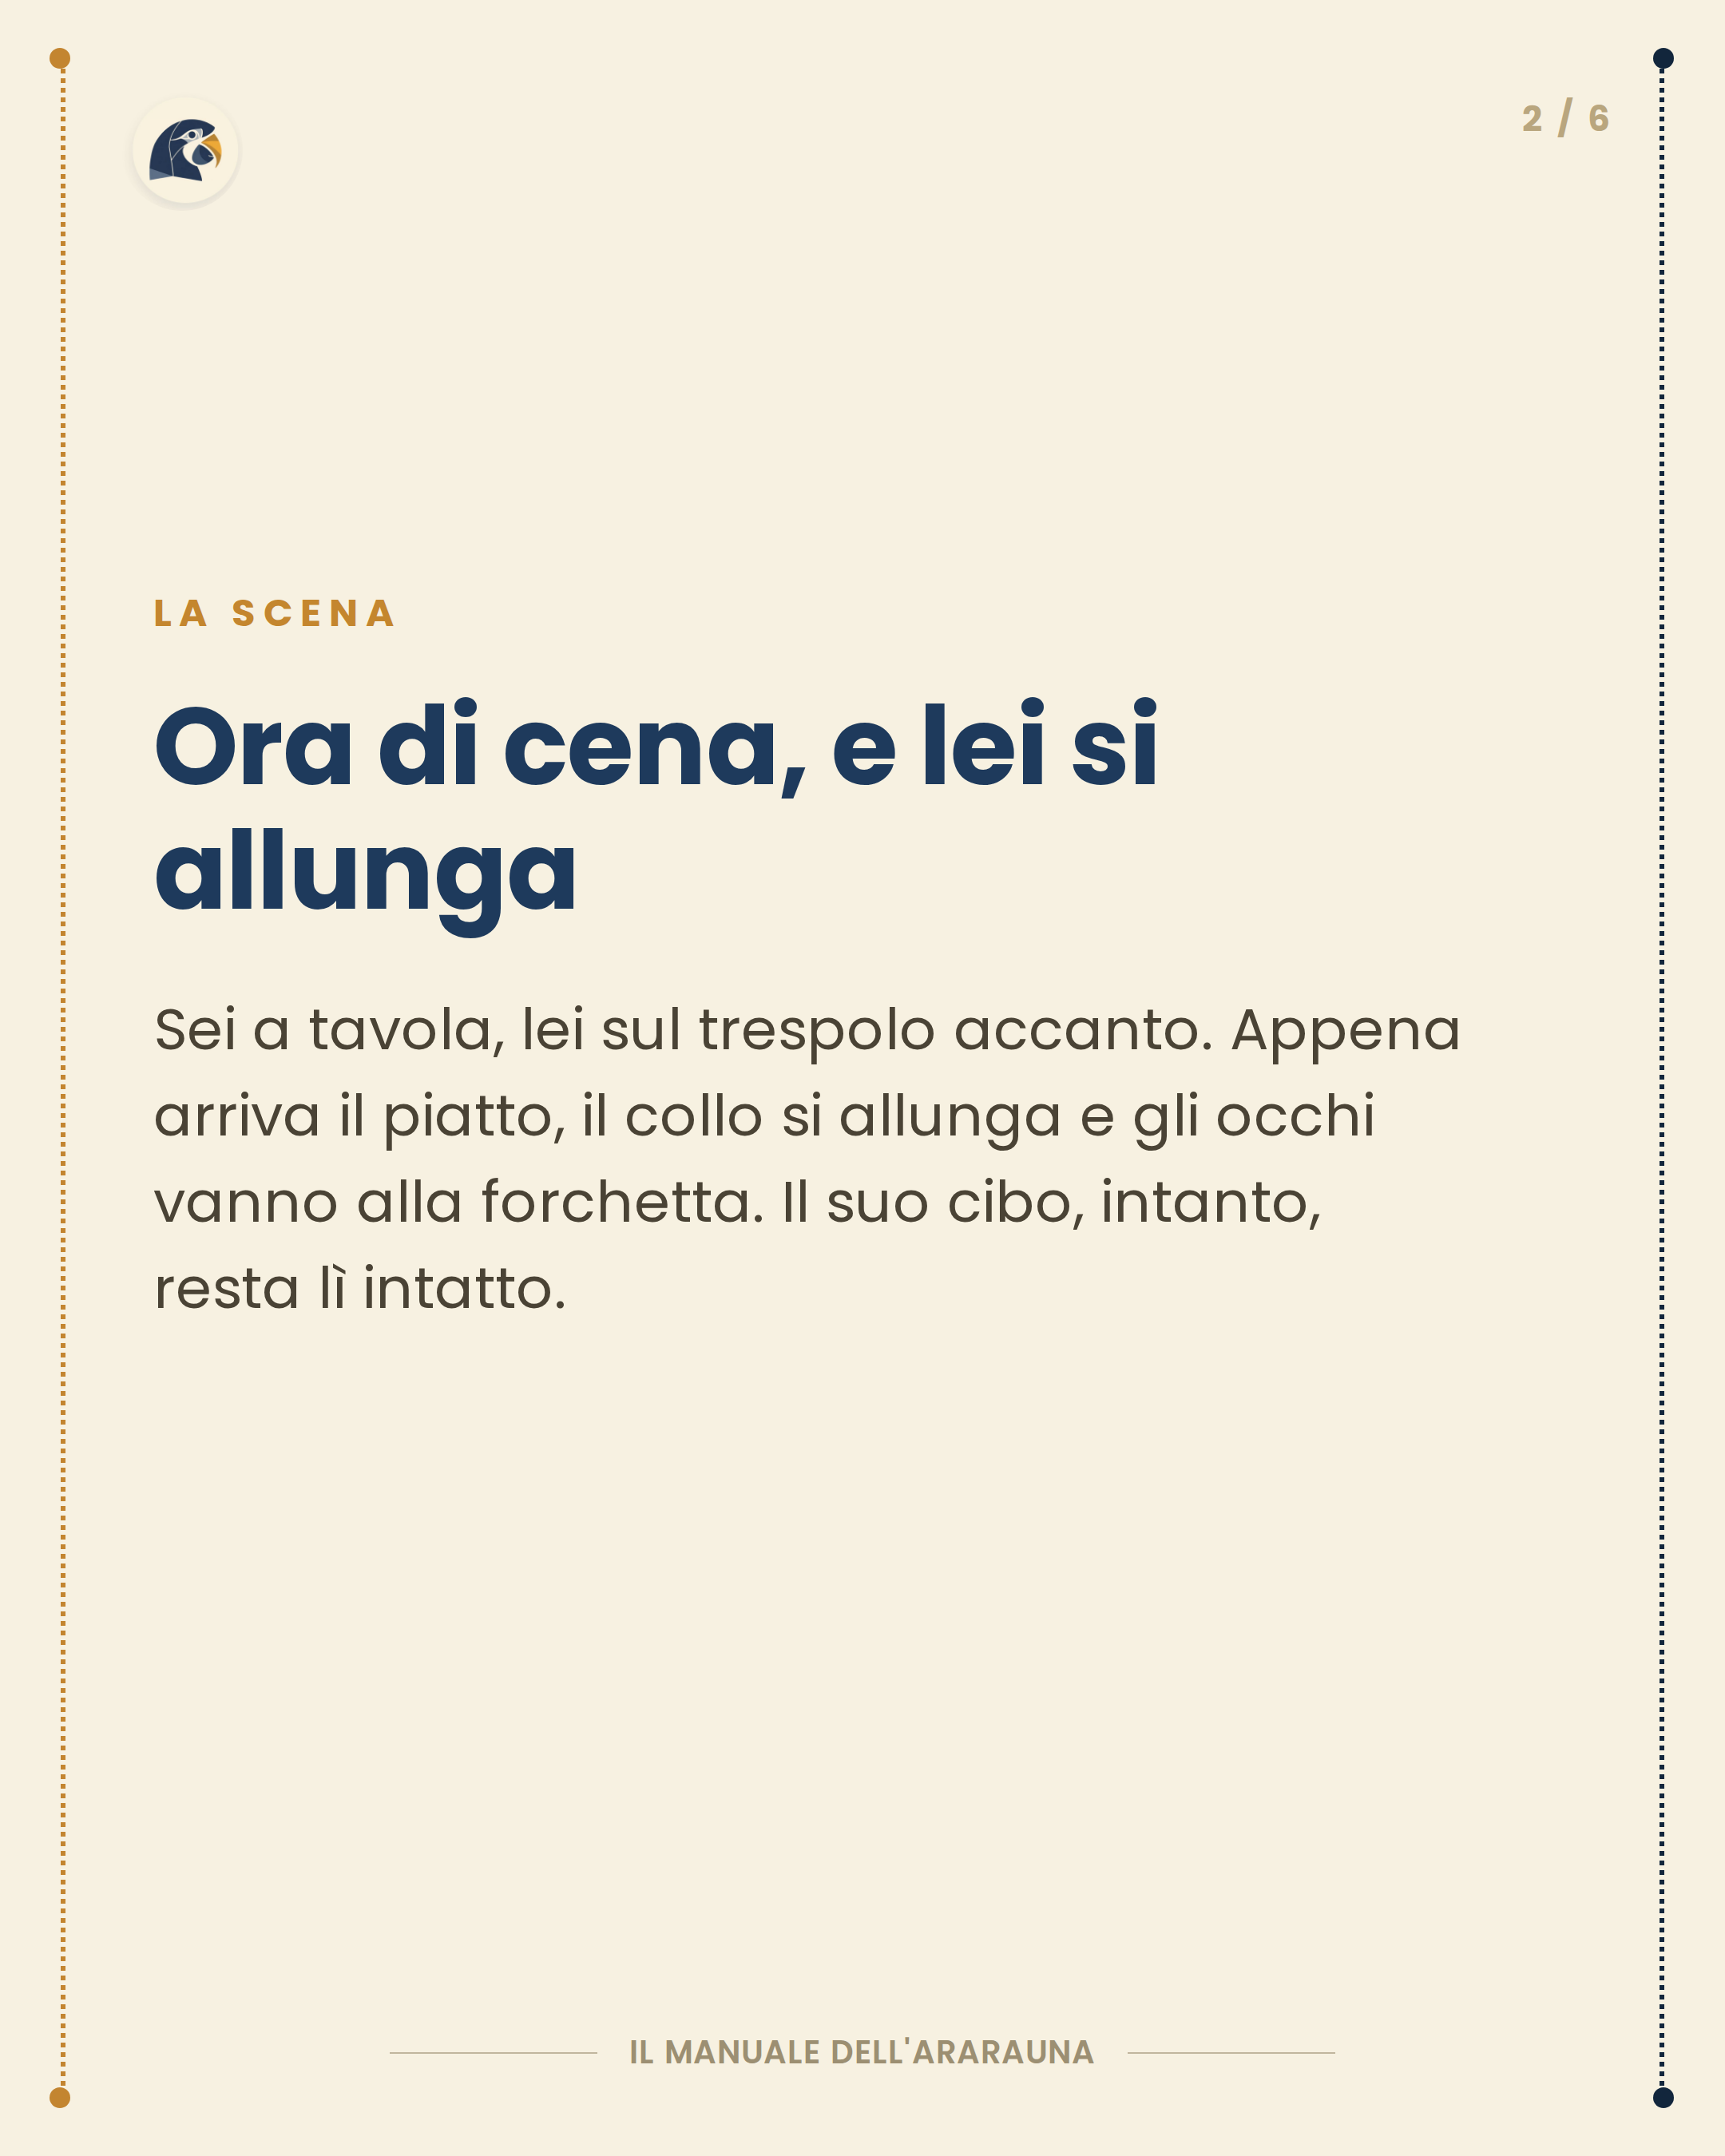 2 / 6
LA SCENA
Ora di cena, e lei si
allunga
Sei a tavola, lei sul trespolo accanto. Appena
arriva il piatto, il collo si allunga e gli occhi
vanno alla forchetta. Il suo cibo, intanto,
resta lì intatto.
IL MANUALE DELL'ARARAUNA